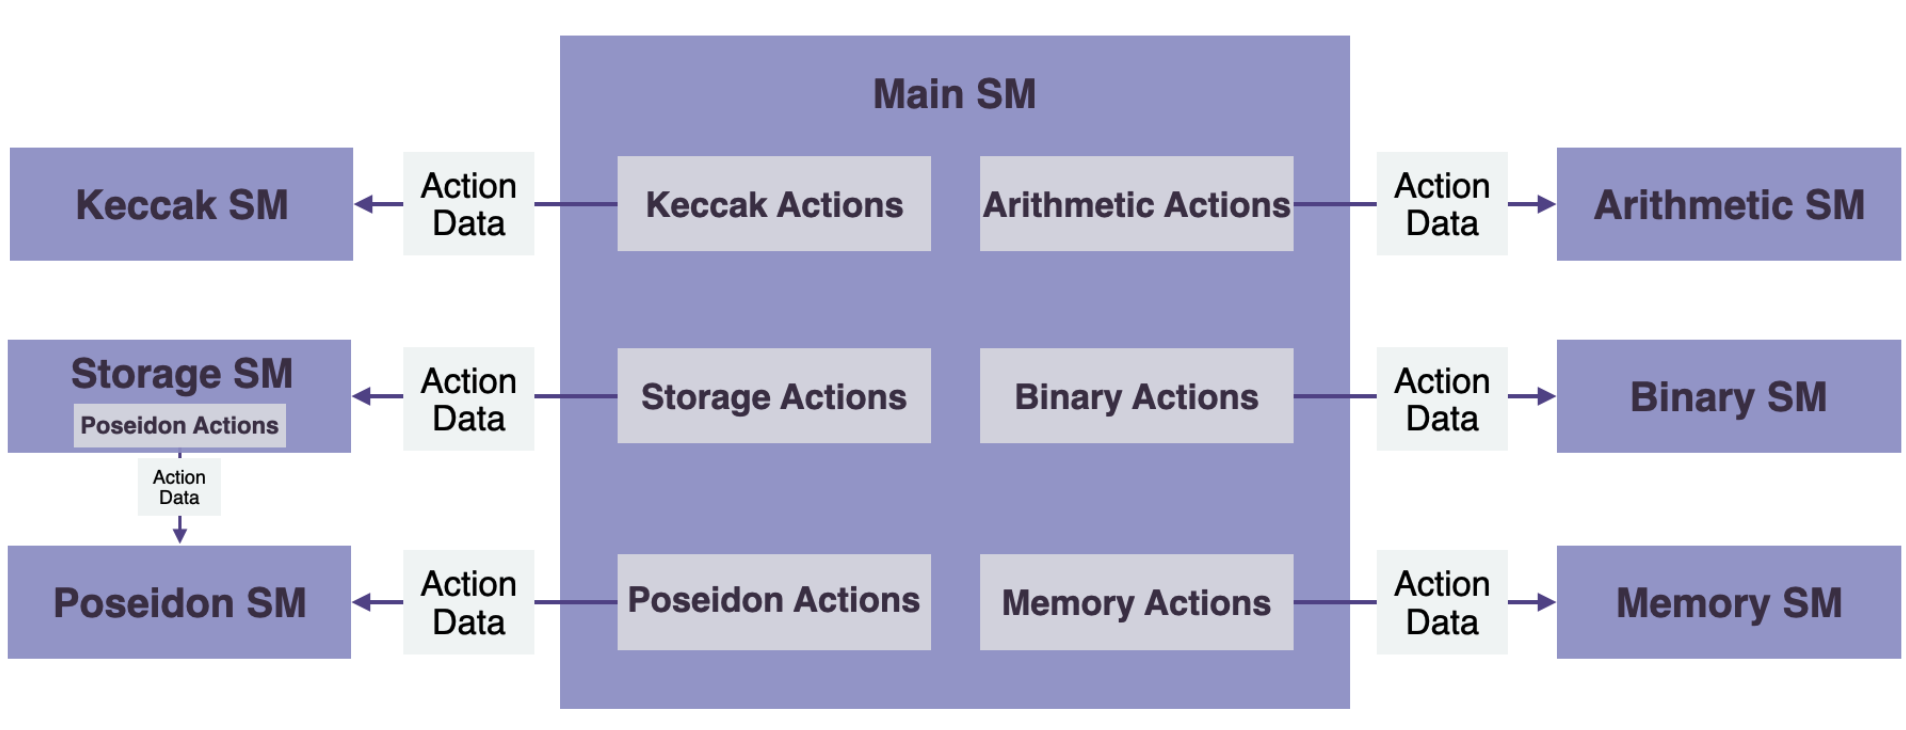 Main SM
Keccak SM
Action
Data
Keccak Actions
Arithmetic Actions
Action
Data
Arithmetic SM
Storage SM
Poseidon Actions
Action
Data
Storage Actions
Binary Actions
Action
Data
Binary SM
Action
Data
Poseidon SM
Action
Data
Poseidon Actions
Memory Actions
Action
Data
Memory SM